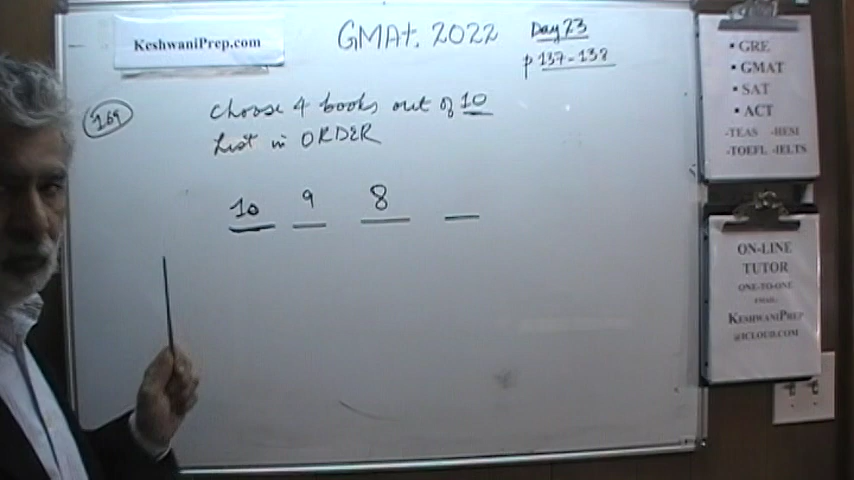 KeshwaniPrep.com
GMAt. 2022
Day 23
p 137-138
169
Choose 4 books out of 10
List in ORDER
10 9 8
• GRE
• GMAT
• SAT
• ACT
-TEAS -HESI
-TOEFL -IELTS
ON-LINE
TUTOR
ONE-TO-ONE
EMAIL:
KESHWANIPREP
@ICLOUD.COM